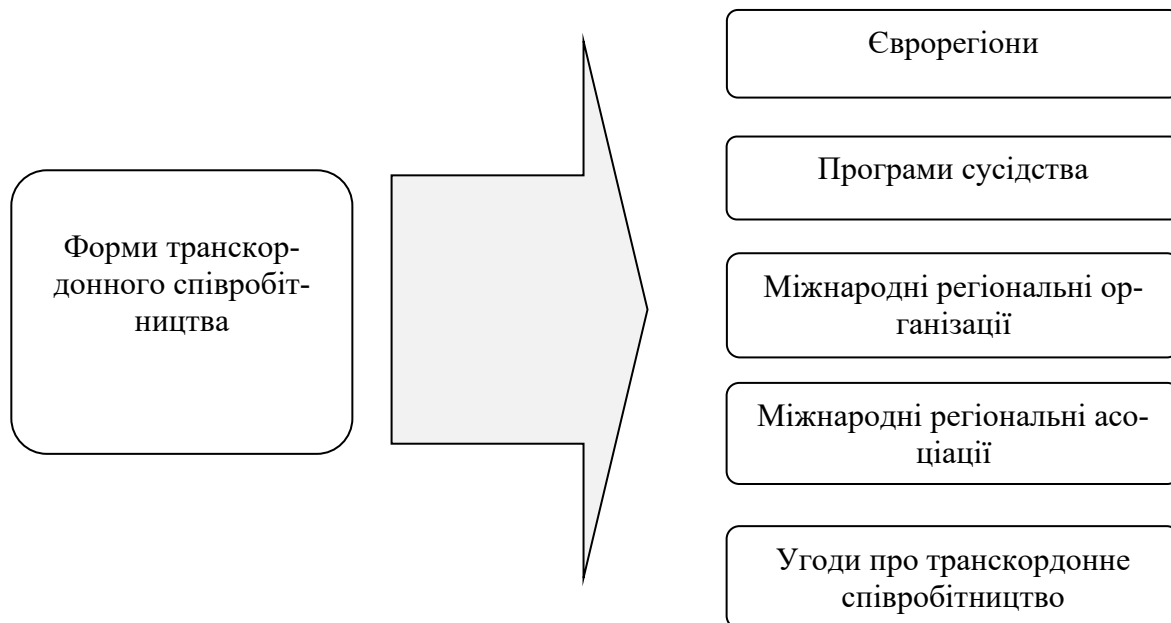 Форми транскор-
донного співробіт-
ництва
Єврорегіони
Програми сусідства
Міжнародні регіональні ор-
ганізації
Міжнародні регіональні асо-
ціації
Угоди про транскордонне
співробітництво